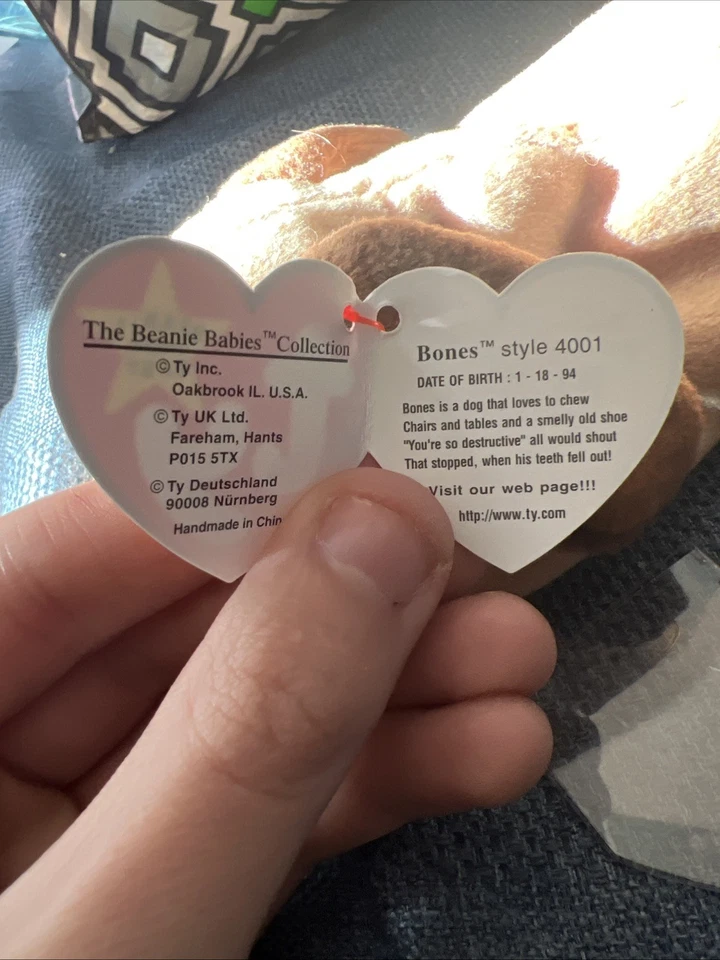 The Beanie Babies™Collection
©Ty Inc.
Oakbrook IL. U.S.A.
©Ty UK Ltd.
Fareham, Hants
P015 5TX
©Ty Deutschland
90008 Nürnberg
Handmade in Chin
Bones™ style 4001
DATE OF BIRTH : 1 - 18 - 94
Bones is a dog that loves to chew
Chairs and tables and a smelly old shoe
"You're so destructive" all would shout
That stopped, when his teeth fell out!
Visit our web page!!!
http://www.ty.com